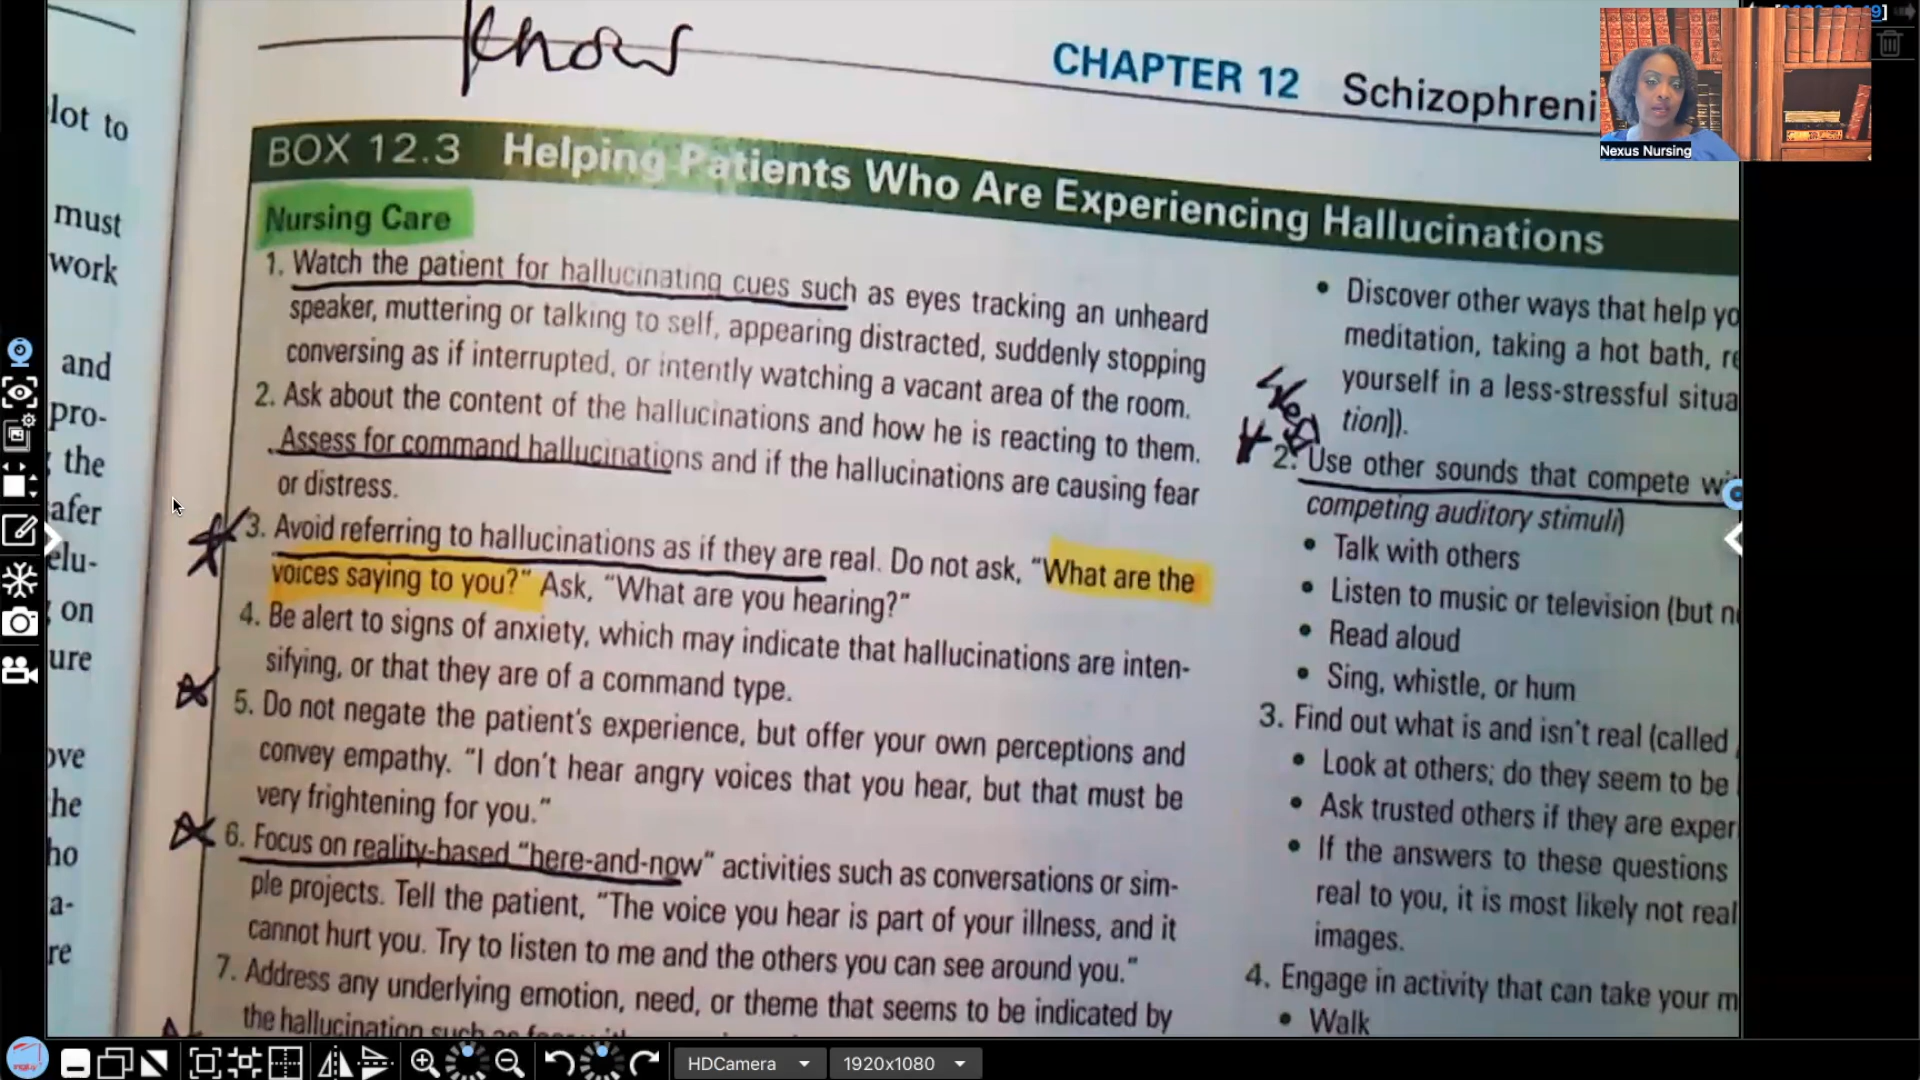 Know
CHAPTER 12 Schizophreni
Nexus Nursing
BOX 12.3 Helping Patients Who Are Experiencing Hallucinations
Nursing Care
1. Watch the patient for hallucinating cues such as eyes tracking an unheard
speaker, muttering or talking to self, appearing distracted, suddenly stopping
conversing as if interrupted, or intently watching a vacant area of the room.
2. Ask about the content of the hallucinations and how he is reacting to them.
Assess for command hallucinations and if the hallucinations are causing fear
or distress.
3. Avoid referring to hallucinations as if they are real. Do not ask, “What are the
voices saying to you?” Ask, “What are you hearing?”
4. Be alert to signs of anxiety, which may indicate that hallucinations are inten-
sifying, or that they are of a command type.
5. Do not negate the patient's experience, but offer your own perceptions and
convey empathy. “I don't hear angry voices that you hear, but that must be
very frightening for you.”
6. Focus on reality-based “here-and-now” activities such as conversations or sim-
ple projects. Tell the patient, “The voice you hear is part of your illness, and it
cannot hurt you. Try to listen to me and the others you can see around you.”
7. Address any underlying emotion, need, or theme that seems to be indicated by
the hallucination such as
• Discover other ways that help yo
meditation, taking a hot bath, re
yourself in a less-stressful situa
tion]).
2. Use other sounds that compete wi
competing auditory stimuli)
• Talk with others
• Listen to music or television (but n
• Read aloud
• Sing, whistle, or hum
3. Find out what is and isn't real (called
• Look at others; do they seem to be
• Ask trusted others if they are exper
• If the answers to these questions
real to you, it is most likely not real
images.
4. Engage in activity that can take your m
• Walk
lot to
must
work
and
pro-
the
afer
elu-
on
ure
ove
he
ho
a-
re
HDCamera
1920x1080